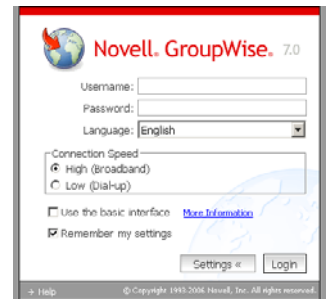 Novell. GroupWise. 7.0
Username:
Password:
Language: English
Connection Speed
High (Broadband)
Low (Dial-up)
Use the basic interface More Information
Remember my settings
Settings « Login
+ Help © Copyright 1993-2006 Novell, Inc. All rights reserved.